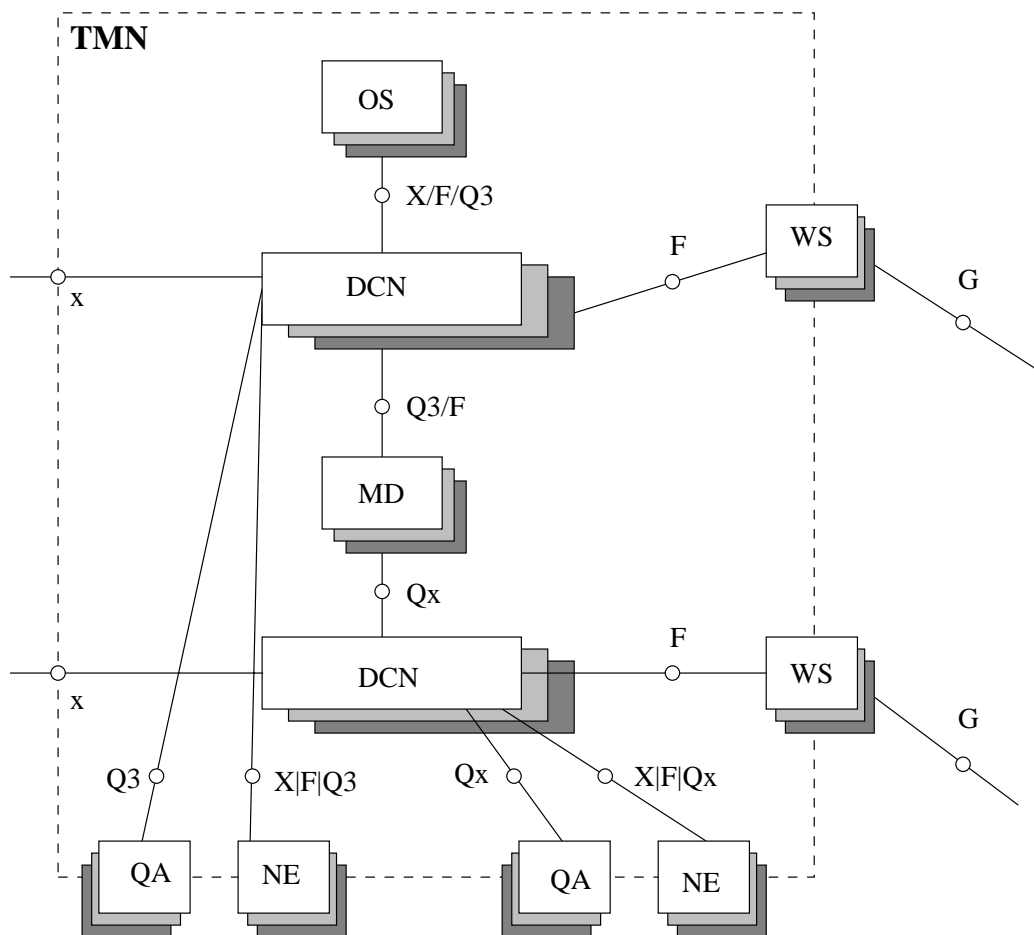 TMN
OS
X/F/Q3
WS
F
DCN
G
x
Q3/F
MD
Qx
F
DCN
WS
x
G
Q3
X|F|Q3
Qx
X|F|Qx
QA
NE
QA
NE